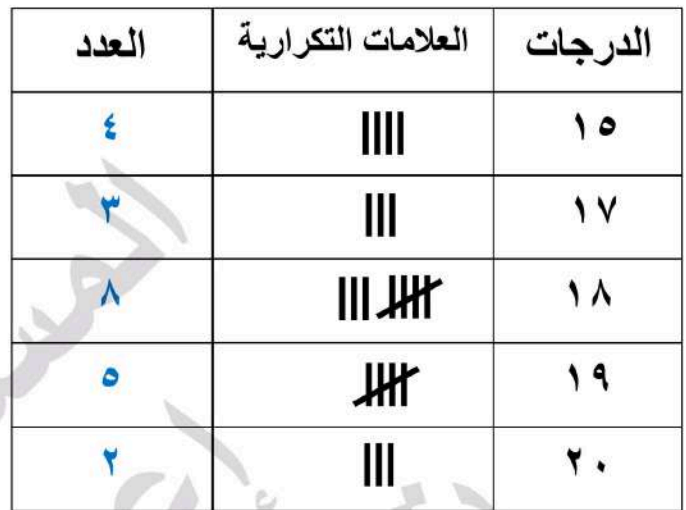 الدرجات العلامات التكرارية العدد
١٥ |||| ٤
١٧ ||| ٣
١٨ |||| ||| ٨
١٩ |||| ٥
٢٠ ||| ٢